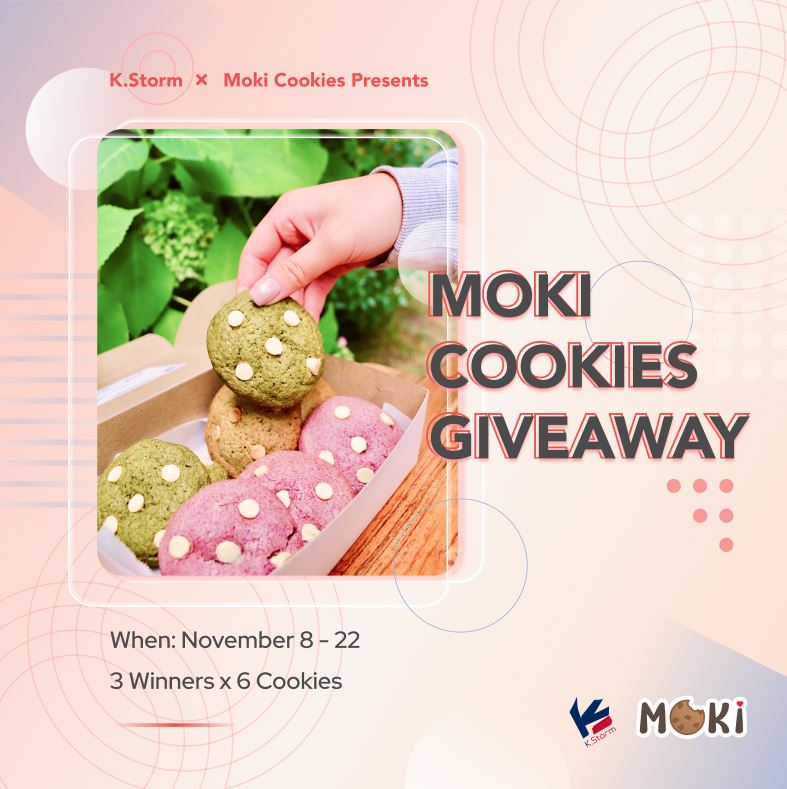 K.Storm × Moki Cookies Presents
MOKI
COOKIES
GIVEAWAY
When: November 8 - 22
3 Winners x 6 Cookies
K.Storm
MOKI